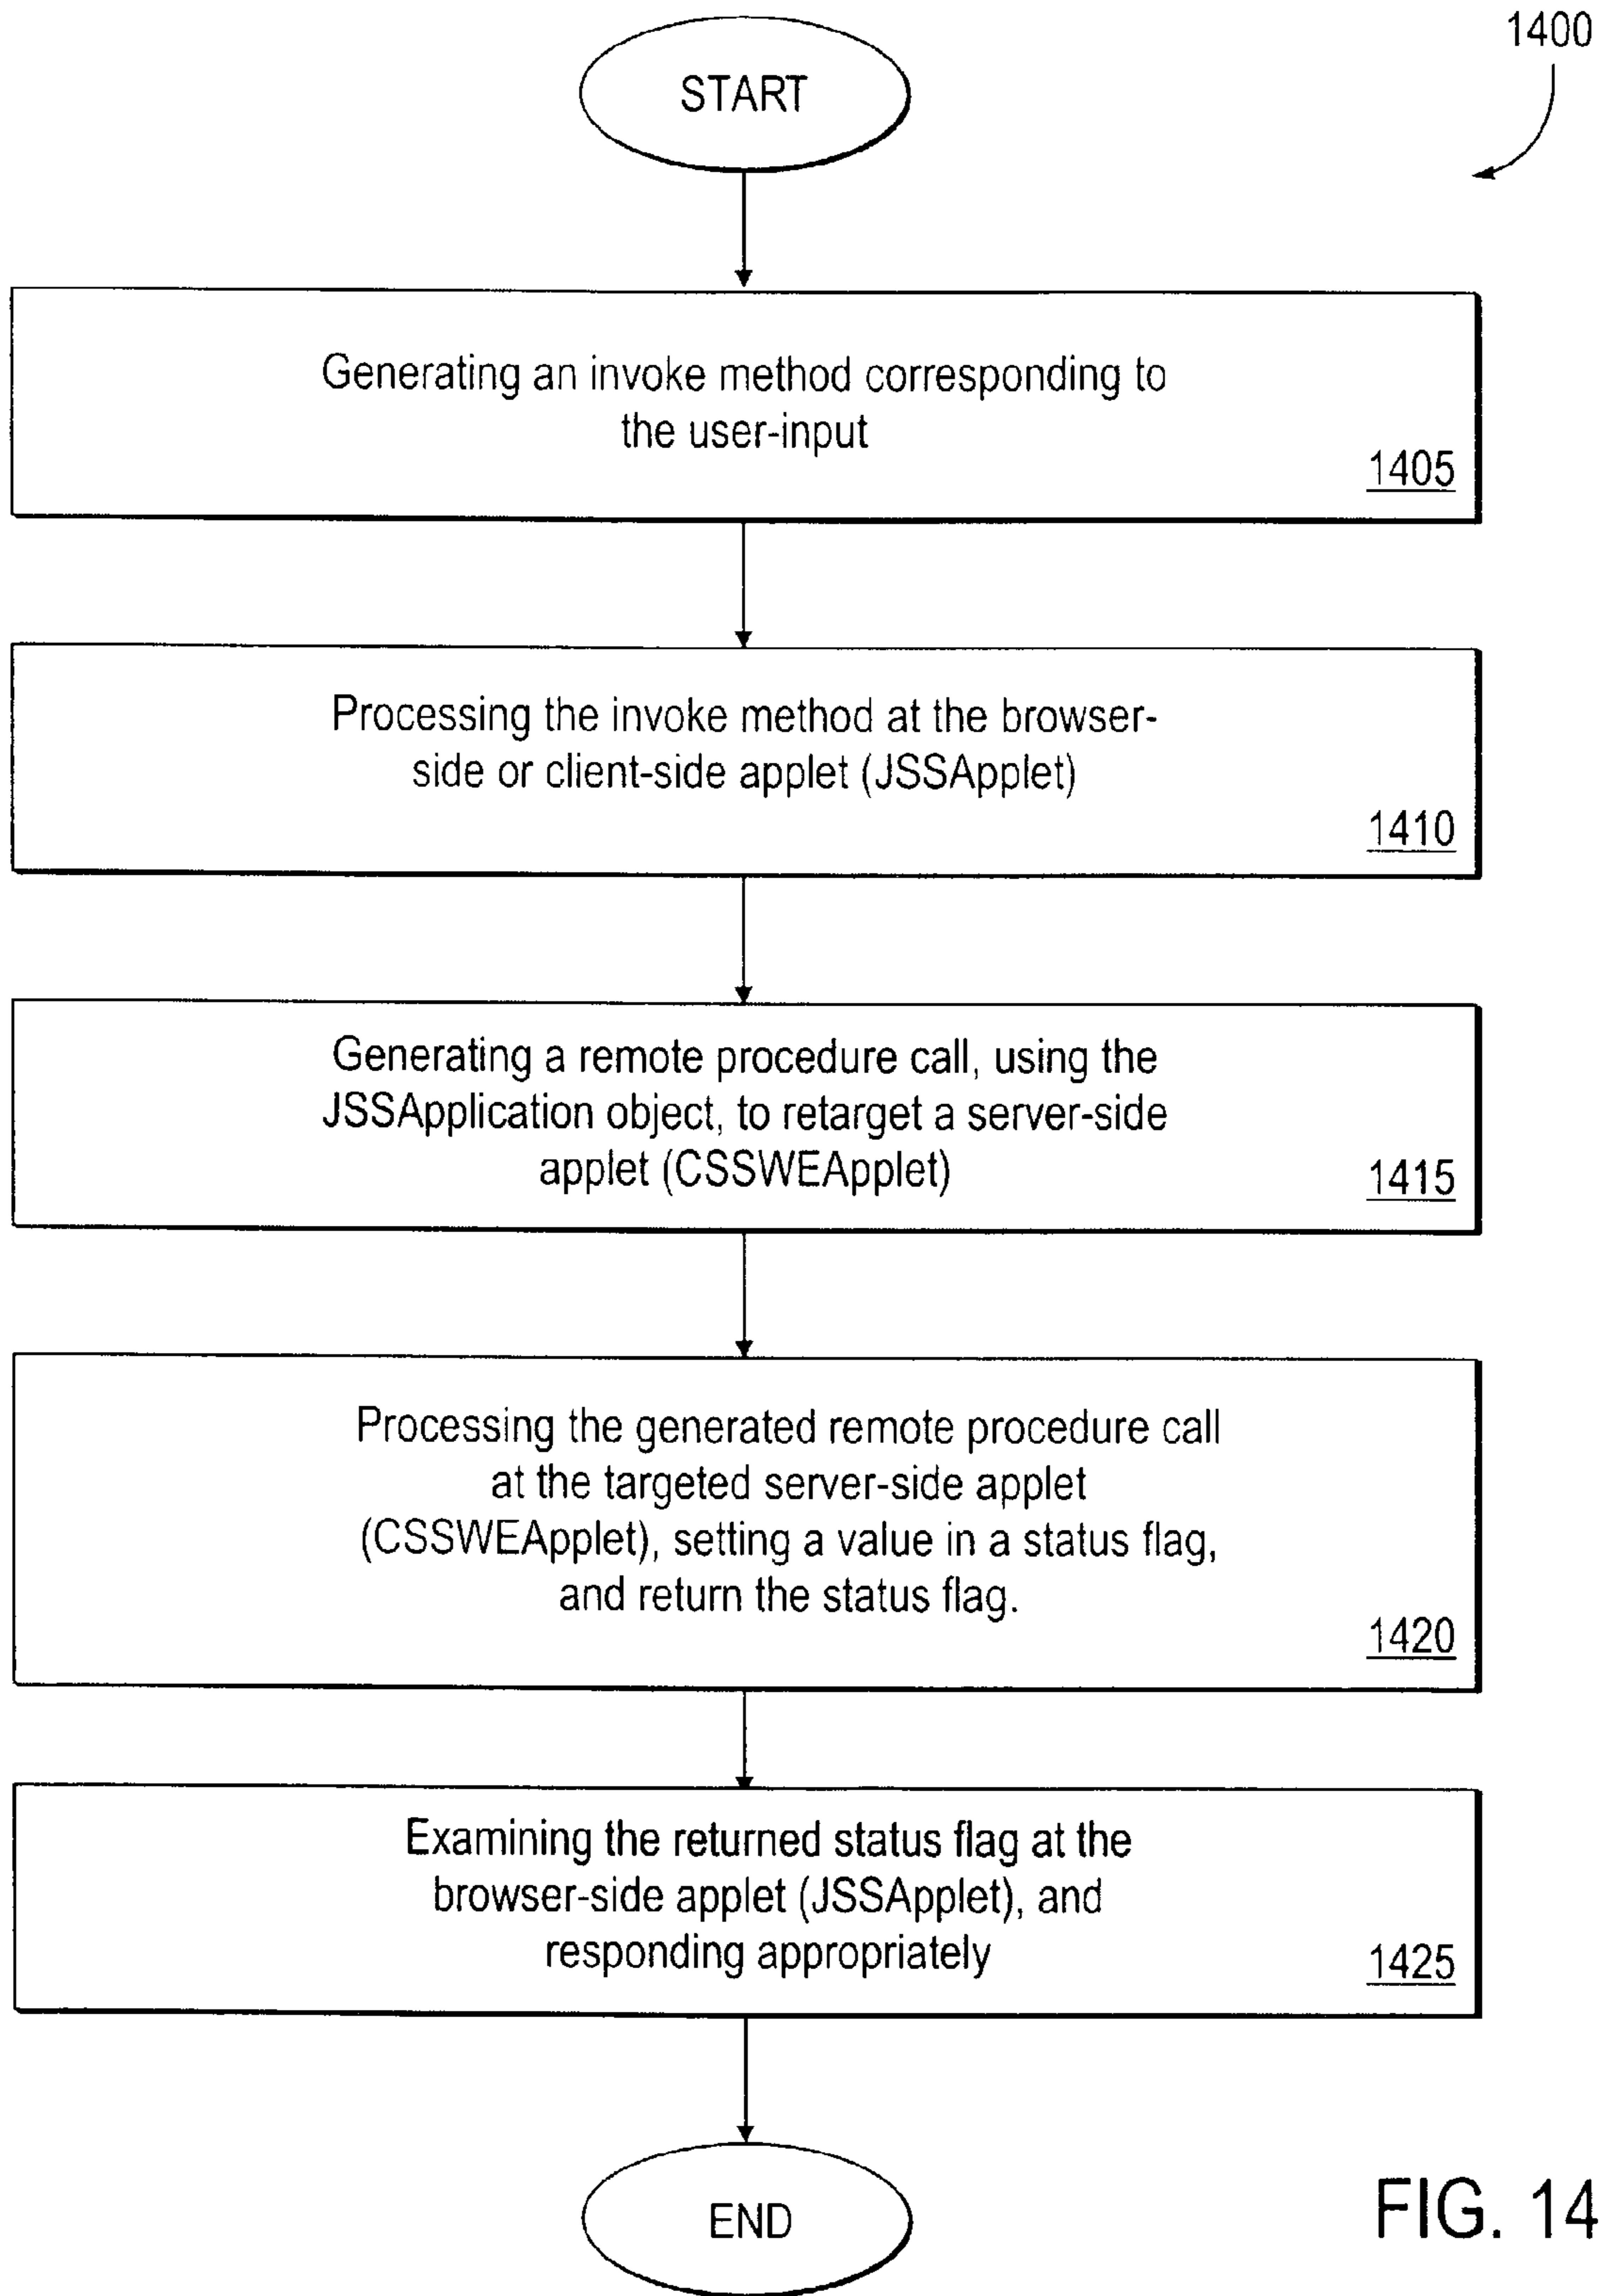 1400
START
Generating an invoke method corresponding to
the user-input
1405
Processing the invoke method at the browser-
side or client-side applet (JSSApplet)
1410
Generating a remote procedure call, using the
JSSApplication object, to retarget a server-side
applet (CSSWEApplet)
1415
Processing the generated remote procedure call
at the targeted server-side applet
(CSSWEApplet), setting a value in a status flag,
and return the status flag.
1420
Examining the returned status flag at the
browser-side applet (JSSApplet), and
responding appropriately
1425
END
FIG. 14